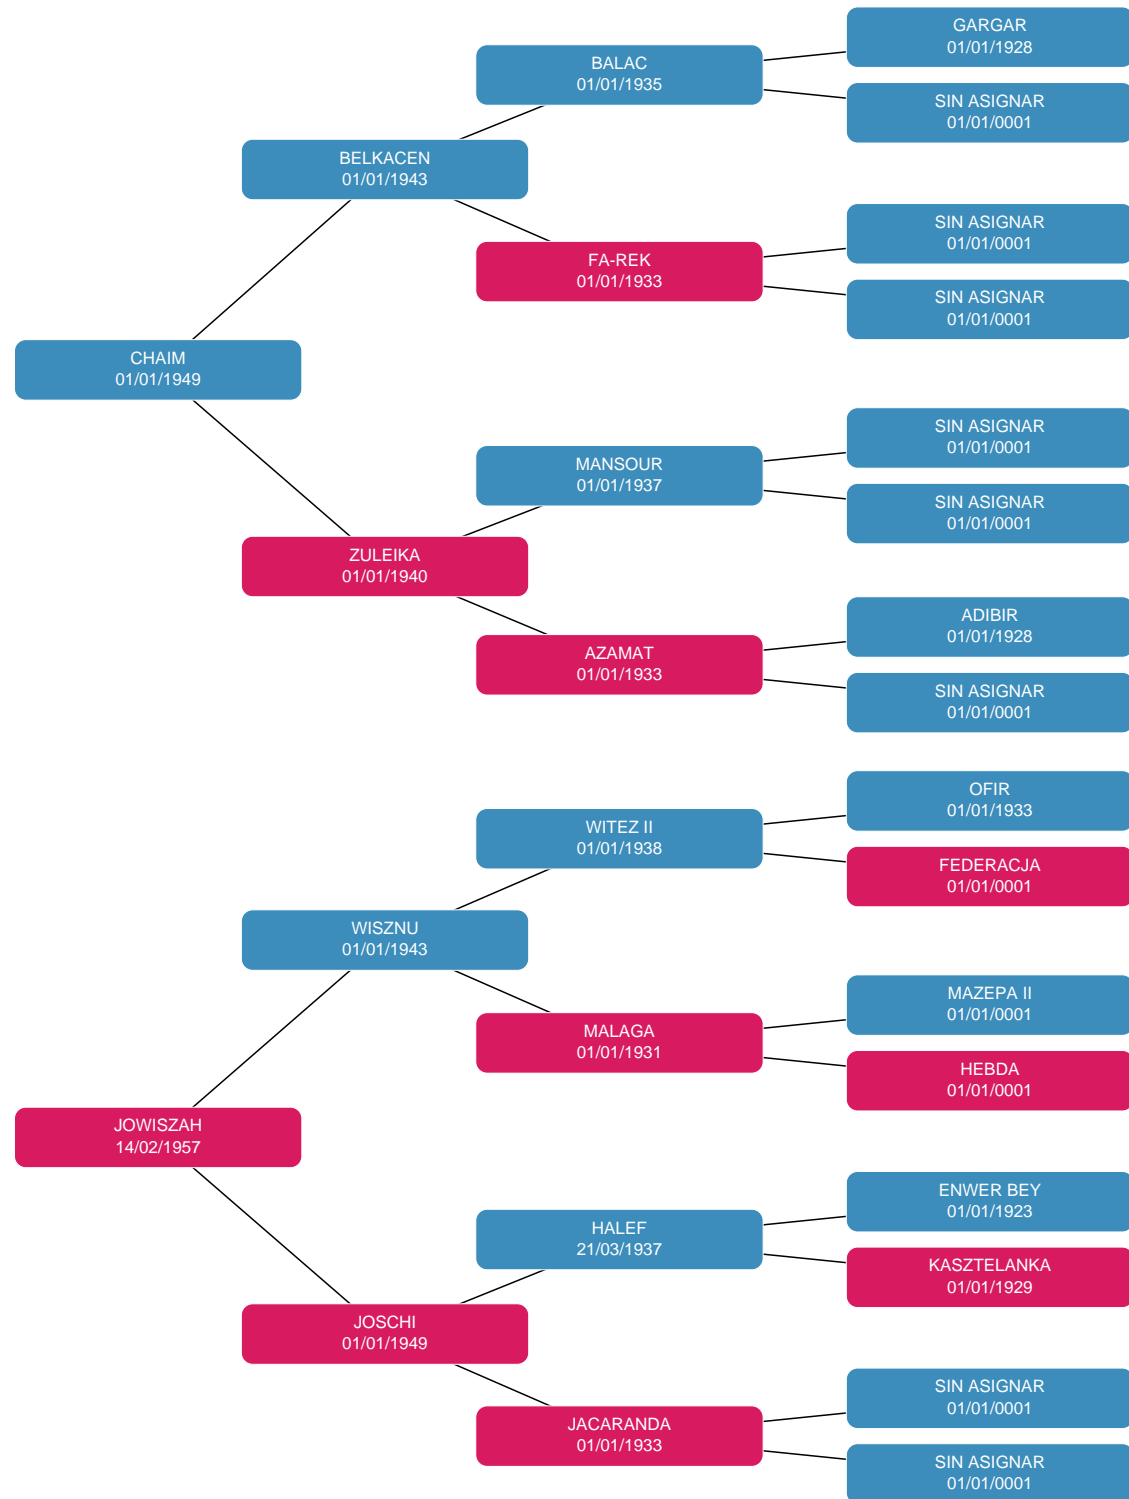 GARGAR
01/01/1928
BALAC
01/01/1935
SIN ASIGNAR
01/01/0001
BELKACEN
01/01/1943
SIN ASIGNAR
01/01/0001
FA-REK
01/01/1933
SIN ASIGNAR
01/01/0001
CHAIM
01/01/1949
SIN ASIGNAR
01/01/0001
MANSOUR
01/01/1937
SIN ASIGNAR
01/01/0001
ZULEIKA
01/01/1940
ADIBIR
01/01/1928
AZAMAT
01/01/1933
SIN ASIGNAR
01/01/0001
OFIR
01/01/1933
WITEZ II
01/01/1938
FEDERACJA
01/01/0001
WISZNU
01/01/1943
MAZEPA II
01/01/0001
MALAGA
01/01/1931
HEBDA
01/01/0001
JOWISZAH
14/02/1957
ENWER BEY
01/01/1923
HALEF
21/03/1937
KASZTELANKA
01/01/1929
JOSCHI
01/01/1949
SIN ASIGNAR
01/01/0001
JACARANDA
01/01/1933
SIN ASIGNAR
01/01/0001